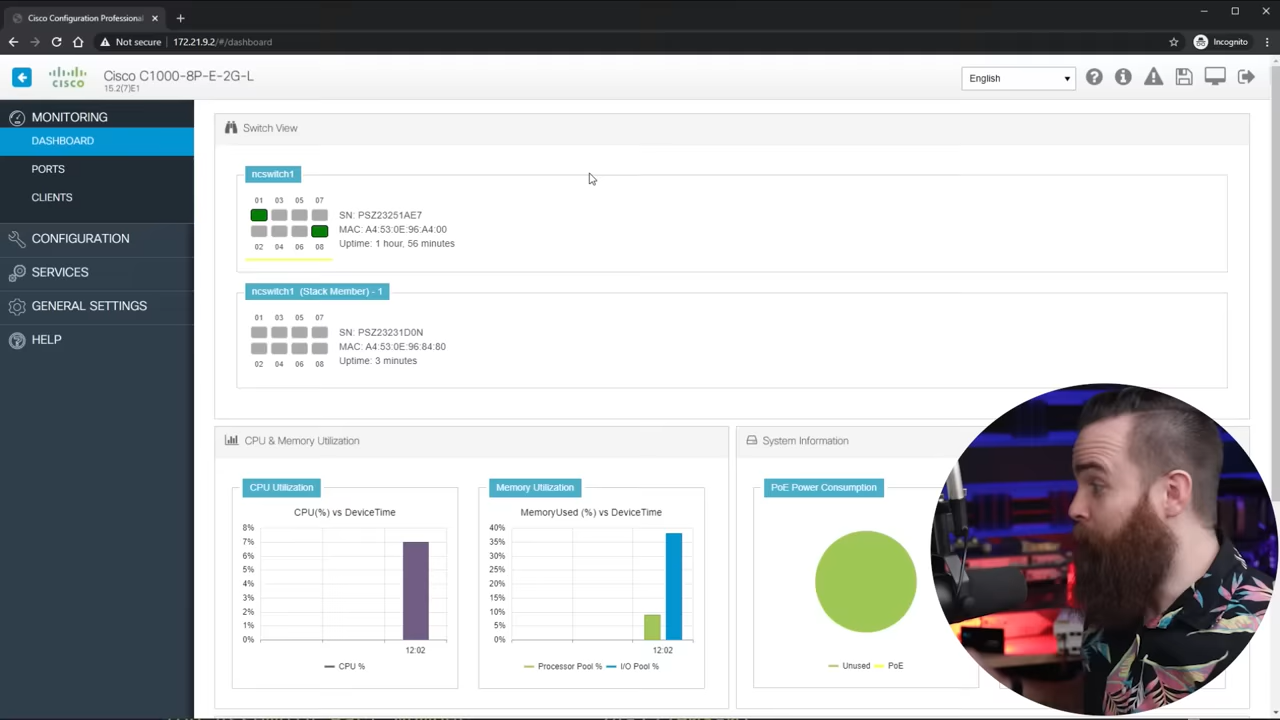 Cisco Configuration Professional
Not secure
172.21.9.2/#/dashboard
Incognito
cisco
Cisco C1000-8P-E-2G-L
15.2(7)E1
English
MONITORING
DASHBOARD
PORTS
CLIENTS
CONFIGURATION
SERVICES
GENERAL SETTINGS
HELP
Switch View
ncswitch1
01 03 05 07
02 04 06 08
SN: PSZ23251AE7
MAC: A4:53:0E:96:A4:00
Uptime: 1 hour, 56 minutes
ncswitch1 (Stack Member) - 1
01 03 05 07
02 04 06 08
SN: PSZ23231D0N
MAC: A4:53:0E:96:84:80
Uptime: 3 minutes
CPU & Memory Utilization
CPU Utilization
CPU(%) vs DeviceTime
8%
7%
6%
5%
4%
3%
2%
1%
0%
12:02
CPU %
Memory Utilization
MemoryUsed (%) vs DeviceTime
40%
35%
30%
25%
20%
15%
10%
5%
0%
12:02
Processor Pool % I/O Pool %
System Information
PoE Power Consumption
Unused PoE